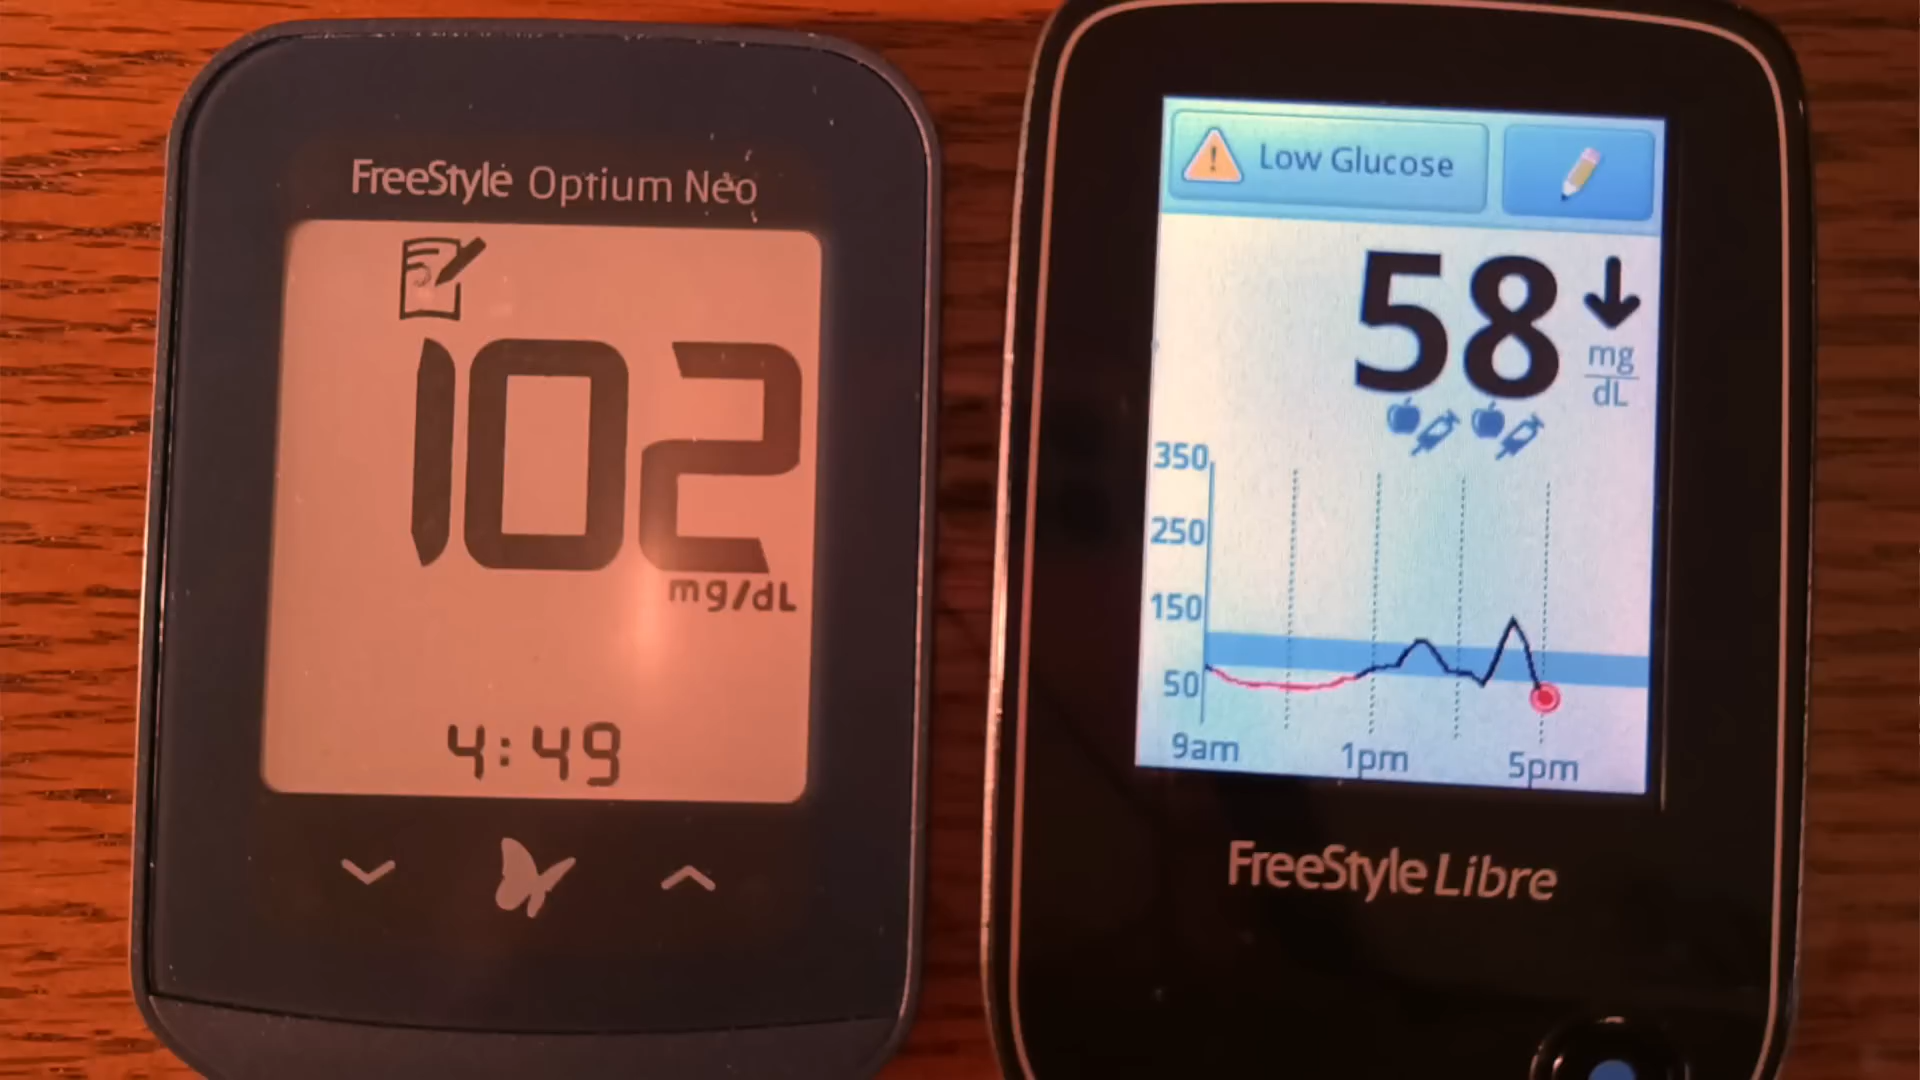 FreeStyle Optium Neo
102
mg/dL
4:49
Low Glucose
58
mg
dL
350
250
150
50
9am 1pm 5pm
FreeStyle Libre